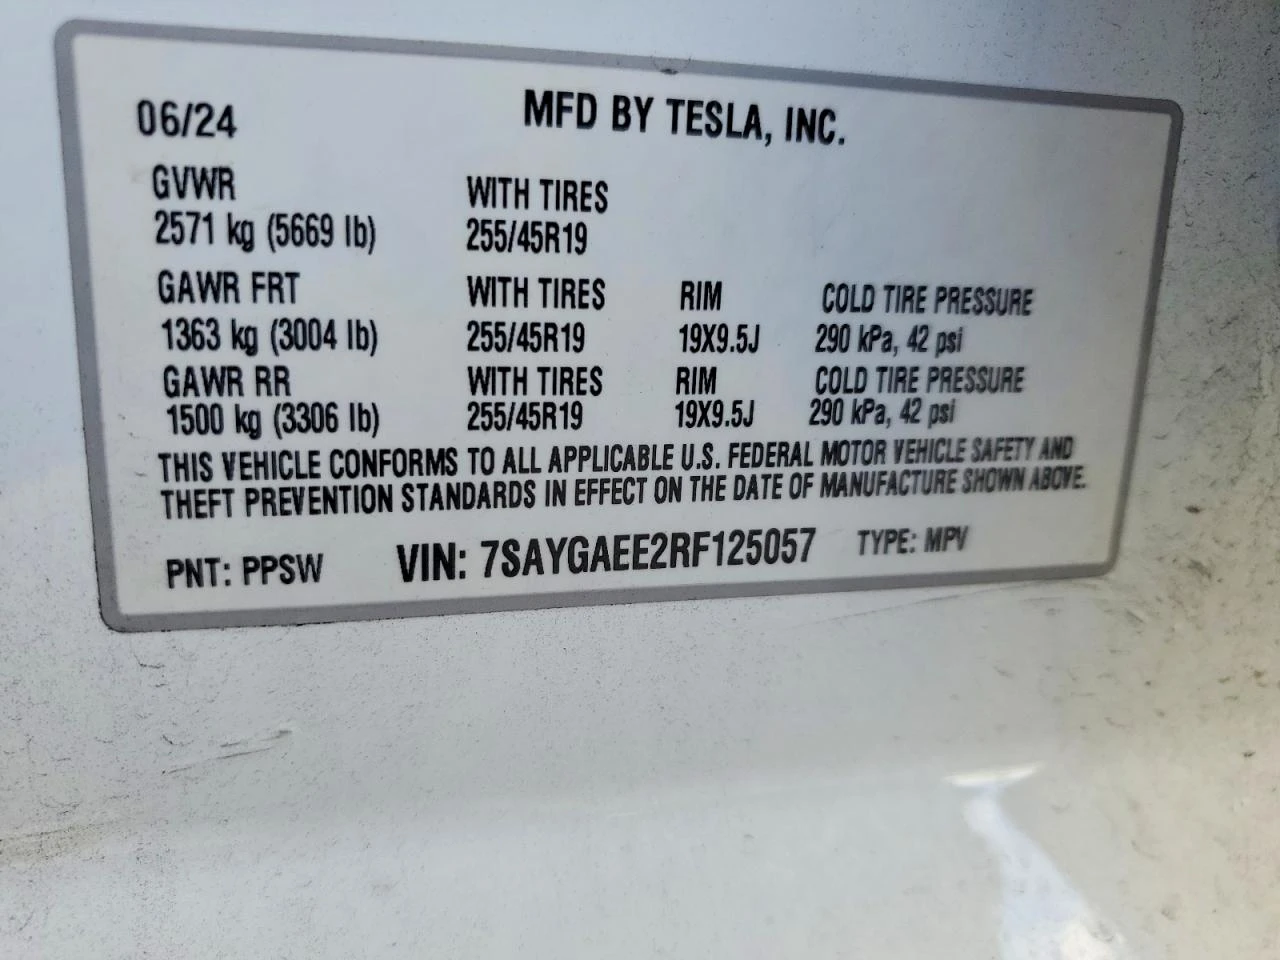 06/24 MFD BY TESLA, INC.
GVWR WITH TIRES
2571 kg (5669 lb) 255/45R19
GAWR FRT WITH TIRES RIM COLD TIRE PRESSURE
1363 kg (3004 lb) 255/45R19 19X9.5J 290 kPa, 42 psi
GAWR RR WITH TIRES RIM COLD TIRE PRESSURE
1500 kg (3306 lb) 255/45R19 19X9.5J 290 kPa, 42 psi
THIS VEHICLE CONFORMS TO ALL APPLICABLE U.S. FEDERAL MOTOR VEHICLE SAFETY AND
THEFT PREVENTION STANDARDS IN EFFECT ON THE DATE OF MANUFACTURE SHOWN ABOVE.
PNT: PPSW VIN: 7SAYGAEE2RF125057 TYPE: MPV